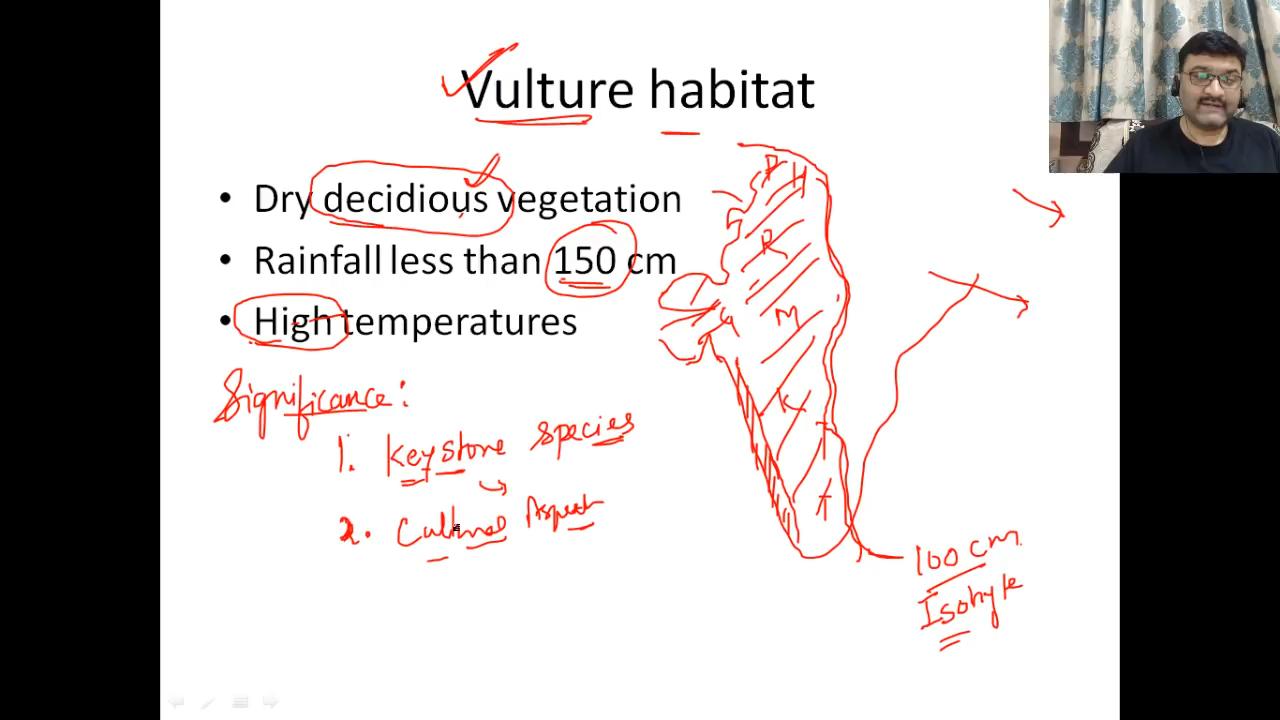 Vulture habitat
• Dry decidious vegetation
• Rainfall less than 150 cm
• High temperatures
Significance:
1. Keystone species
2. Cultural Aspect
P H
R
G M
K
T
A
100 cm
Isohyte